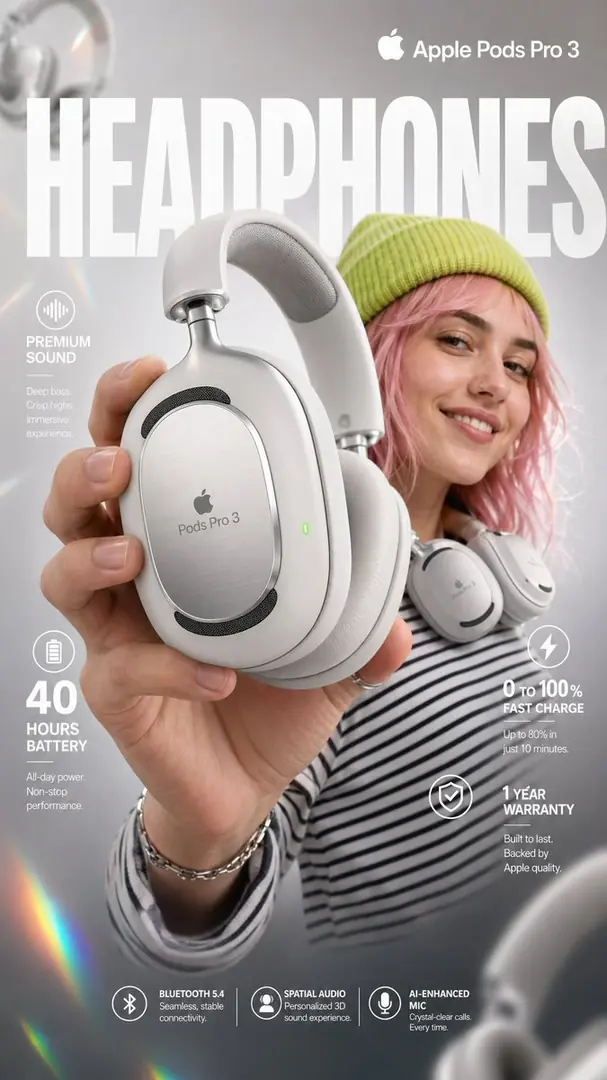 Apple Pods Pro 3
HEADPHONES
PREMIUM
SOUND
Deep bass.
Crisp highs.
Immersive
experience.
Pods Pro 3
Pods Pro 3
40
HOURS
BATTERY
All-day power.
Non-stop
performance.
0 TO 100%
FAST CHARGE
Up to 80% in
just 10 minutes.
1 YEAR
WARRANTY
Built to last.
Backed by
Apple quality.
BLUETOOTH 5.4
Seamless, stable
connectivity.
SPATIAL AUDIO
Personalized 3D
sound experience.
AI-ENHANCED
MIC
Crystal-clear calls.
Every time.